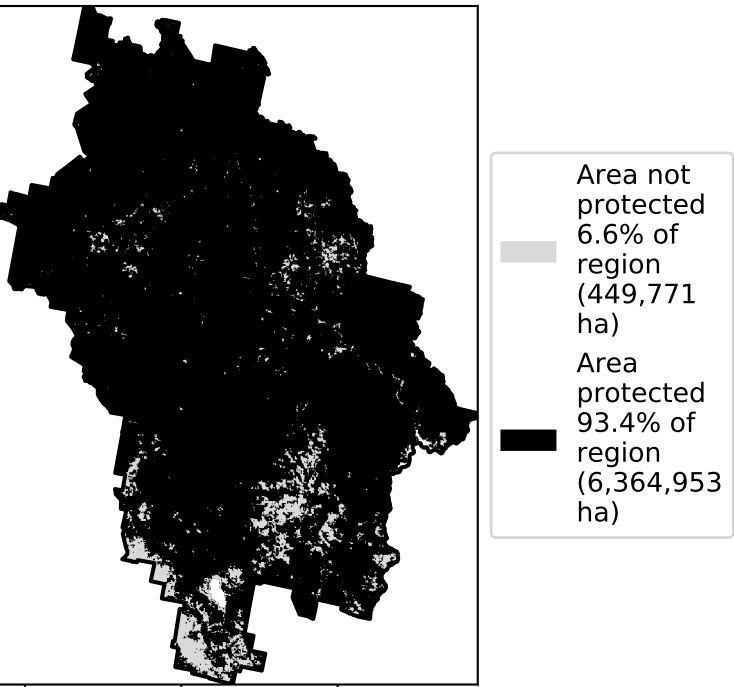 Area not
protected
6.6% of
region
(449,771
ha)
Area
protected
93.4% of
region
(6,364,953
ha)